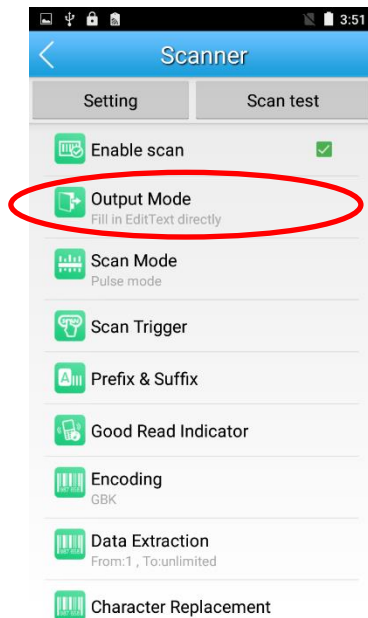 3:51
Scanner
Setting Scan test
Enable scan
Output Mode
Fill in EditText directly
Scan Mode
Pulse mode
Scan Trigger
Prefix & Suffix
Good Read Indicator
Encoding
GBK
Data Extraction
From:1 , To:unlimited
Character Replacement